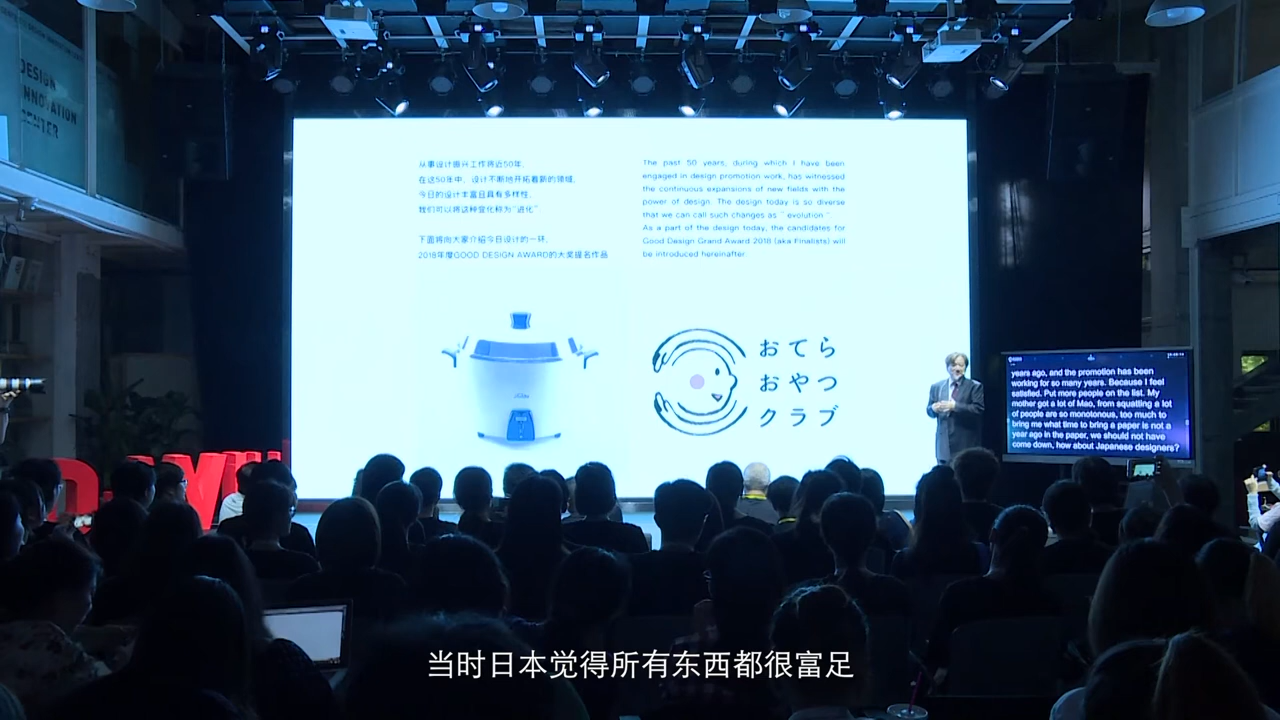 DESIGN
INNOVATION
CENTER
从事设计振兴工作将近50年,
在这50年中, 设计不断地开拓着新的领域,
今日的设计丰富且具有多样性,
我们可以将这种变化称为“进化”
下面将向大家介绍今日设计的一环,
2018年度GOOD DESIGN AWARD的大奖提名作品
The past 50 years, during which I have been
engaged in design promotion work, has witnessed
the continuous expansions of new fields with the
power of design. The design today is so diverse
that we can call such changes as “evolution”
As a part of the design today, the candidates for
Good Design Grand Award 2018 (aka Finalists) will
be introduced hereinafter.
おてら
おやつ
クラブ
years ago, and the promotion has been
working for so many years. Because I feel
satisfied. Put more people on the list. My
mother got a lot of Mao, from squatting a lot
of people are so monotonous, too much to
bring me what time to bring a paper is not a
year ago in the paper, we should not have
come down, how about Japanese designers?
当时日本觉得所有东西都很富足